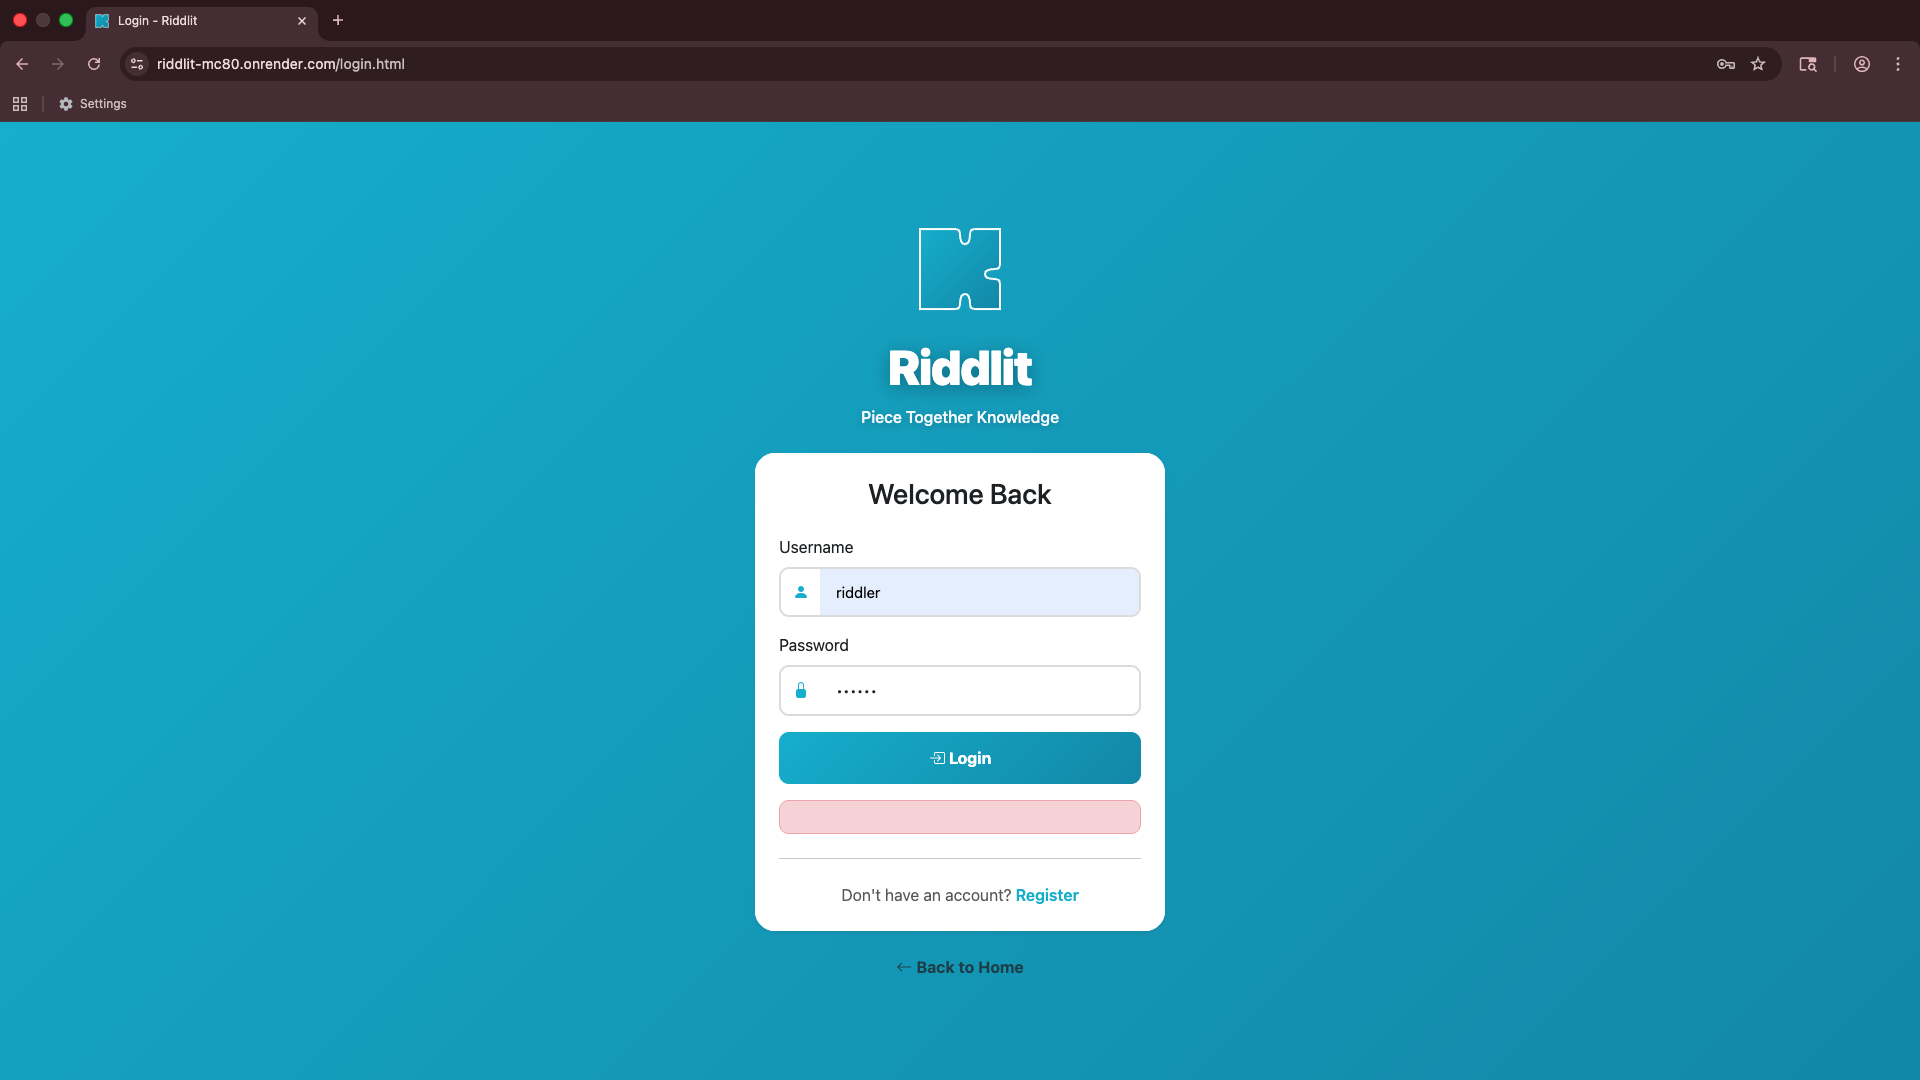 Login - Riddlit
riddlit-mc80.onrender.com/login.html
Settings
Riddlit
Piece Together Knowledge
Welcome Back
Username
riddler
Password
••••••
Login
Don't have an account? Register
← Back to Home